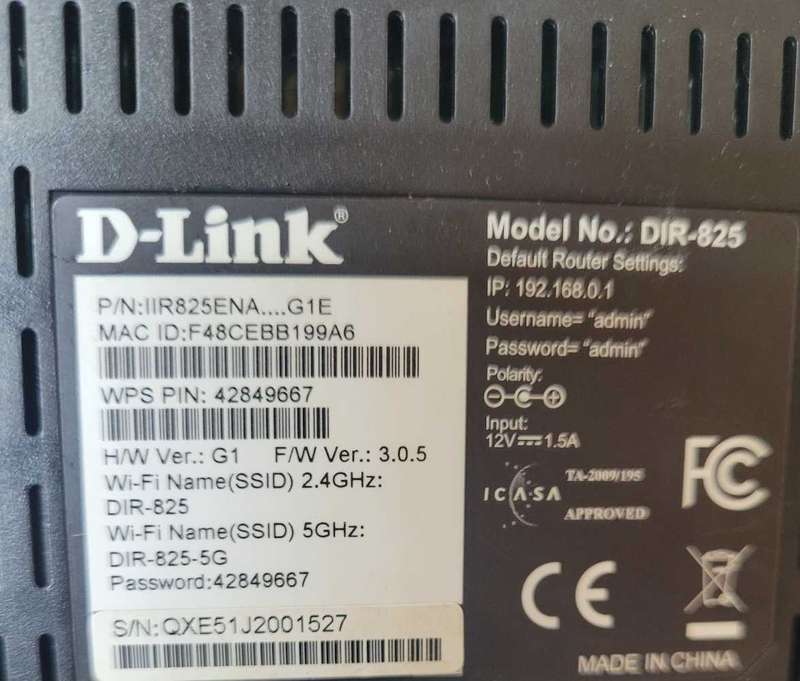 D-Link®
P/N:IIR825ENA....G1E
MAC ID:F48CEBB199A6
WPS PIN: 42849667
H/W Ver.: G1 F/W Ver.: 3.0.5
Wi-Fi Name(SSID) 2.4GHz:
DIR-825
Wi-Fi Name(SSID) 5GHz:
DIR-825-5G
Password:42849667
S/N:QXE51J2001527
Model No.: DIR-825
Default Router Settings:
IP: 192.168.0.1
Username= "admin"
Password= "admin"
Polarity:
Input:
12V⎓1.5A
ICASA
TA-2009/195
APPROVED
FC
CE
MADE IN CHINA